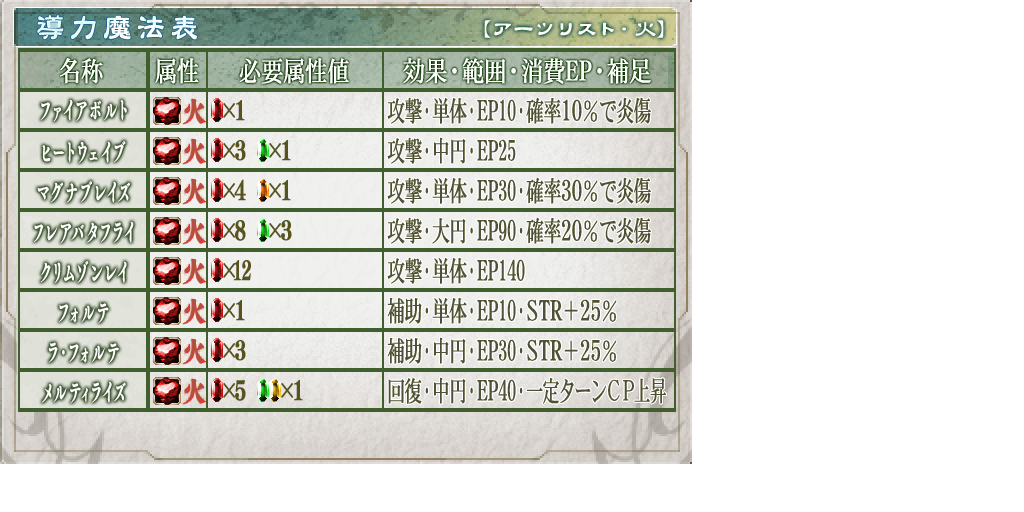 導力魔法表 【アーツリスト・火】
名称 属性 必要属性値 効果・範囲・消費EP・補足
ファイアボルト 火 ×1 攻撃・単体・EP10・確率10%で炎傷
ヒートウェイブ 火 ×3 ×1 攻撃・中円・EP25
マグナブレイズ 火 ×4 ×1 攻撃・単体・EP30・確率30%で炎傷
フレアバタフライ 火 ×8 ×3 攻撃・大円・EP90・確率20%で炎傷
クリムゾンレイ 火 ×12 攻撃・単体・EP140
フォルテ 火 ×1 補助・単体・EP10・STR+25%
ラ・フォルテ 火 ×3 補助・中円・EP30・STR+25%
メルティライズ 火 ×5 ×1 回復・中円・EP40・一定ターンCP上昇